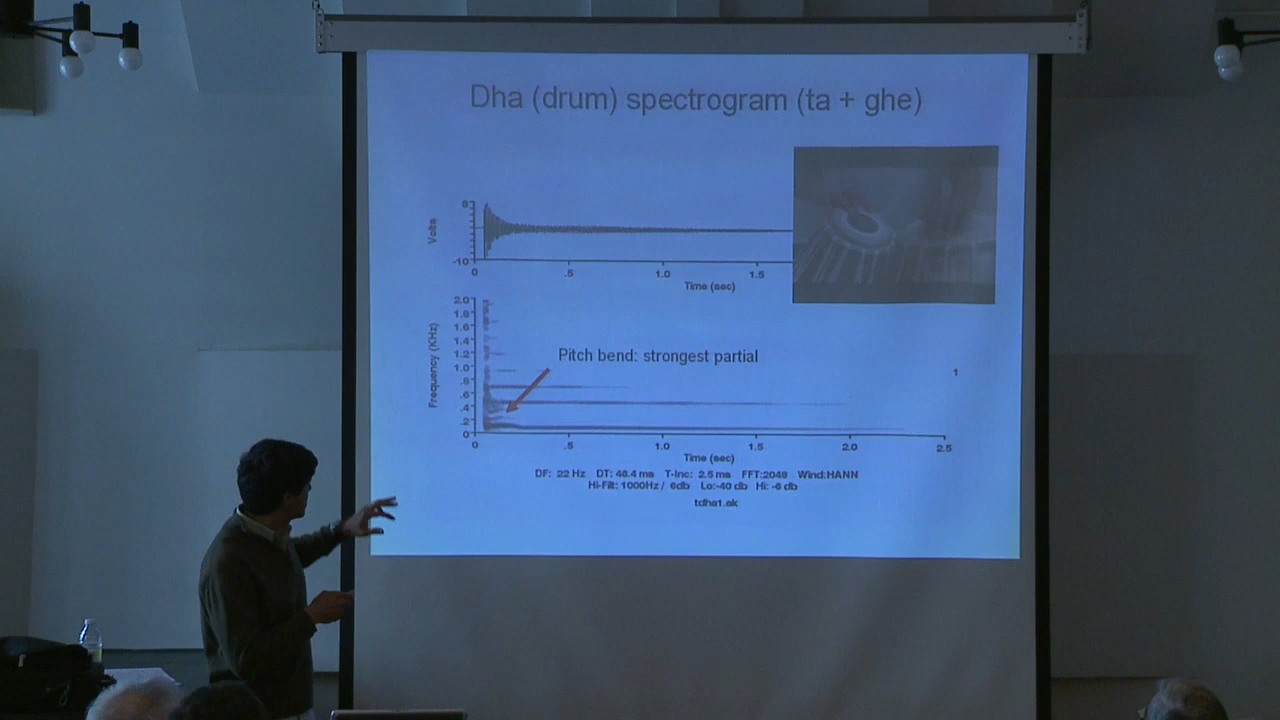 Dha (drum) spectrogram (ta + ghe)
8
Volts
-10
0 .5 1.0 1.5
Time (sec)
2.0
1.8
1.6
1.4
1.2
1.0
.8
.6
.4
.2
0
Frequency (KHz)
Pitch bend: strongest partial
1
0 .5 1.0 1.5 2.0 2.5
Time (sec)
DF: 22 Hz DT: 46.4 ms T-Inc: 2.5 ms FFT:2048 Wind:HANN
Hi-Filt: 1000Hz / 6db Lo:-40 db Hi: -6 db
tdha1.ak